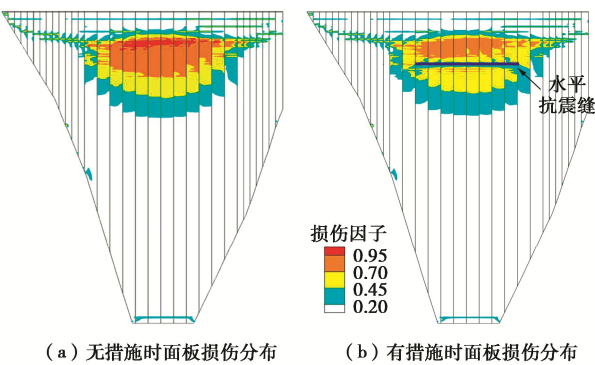 水平
抗震缝
损伤因子
0.95
0.70
0.45
0.20
（a）无措施时面板损伤分布
（b）有措施时面板损伤分布